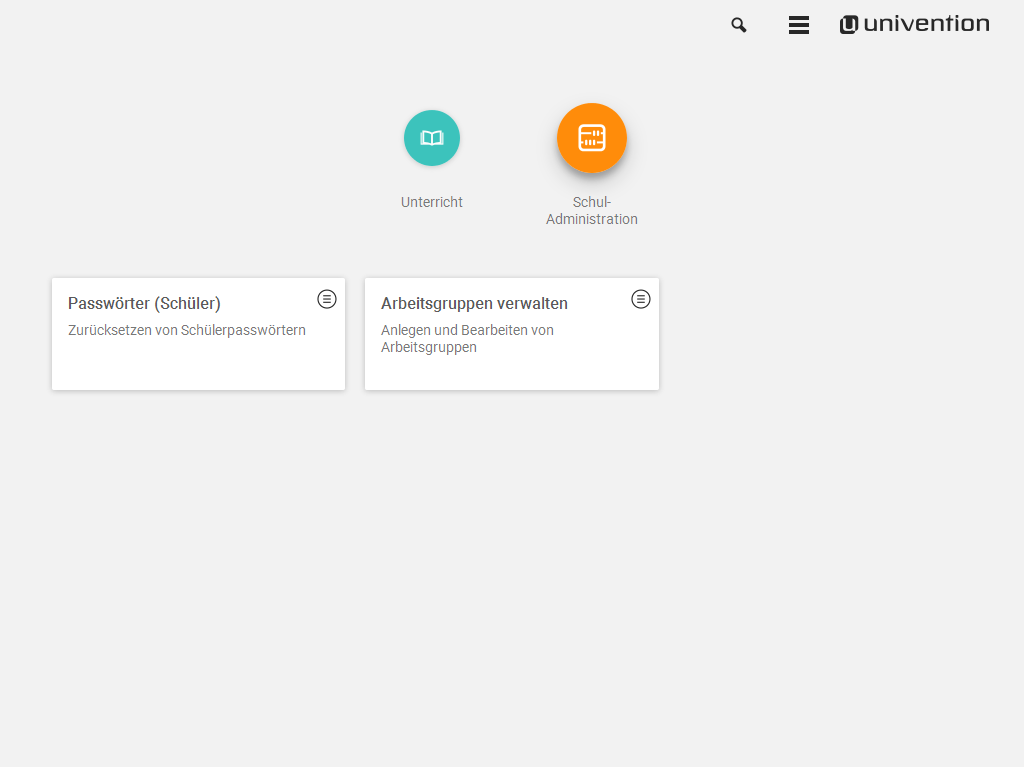 univention
Unterricht
Schul-
Administration
Passwörter (Schüler)
Zurücksetzen von Schülerpasswörtern
Arbeitsgruppen verwalten
Anlegen und Bearbeiten von
Arbeitsgruppen